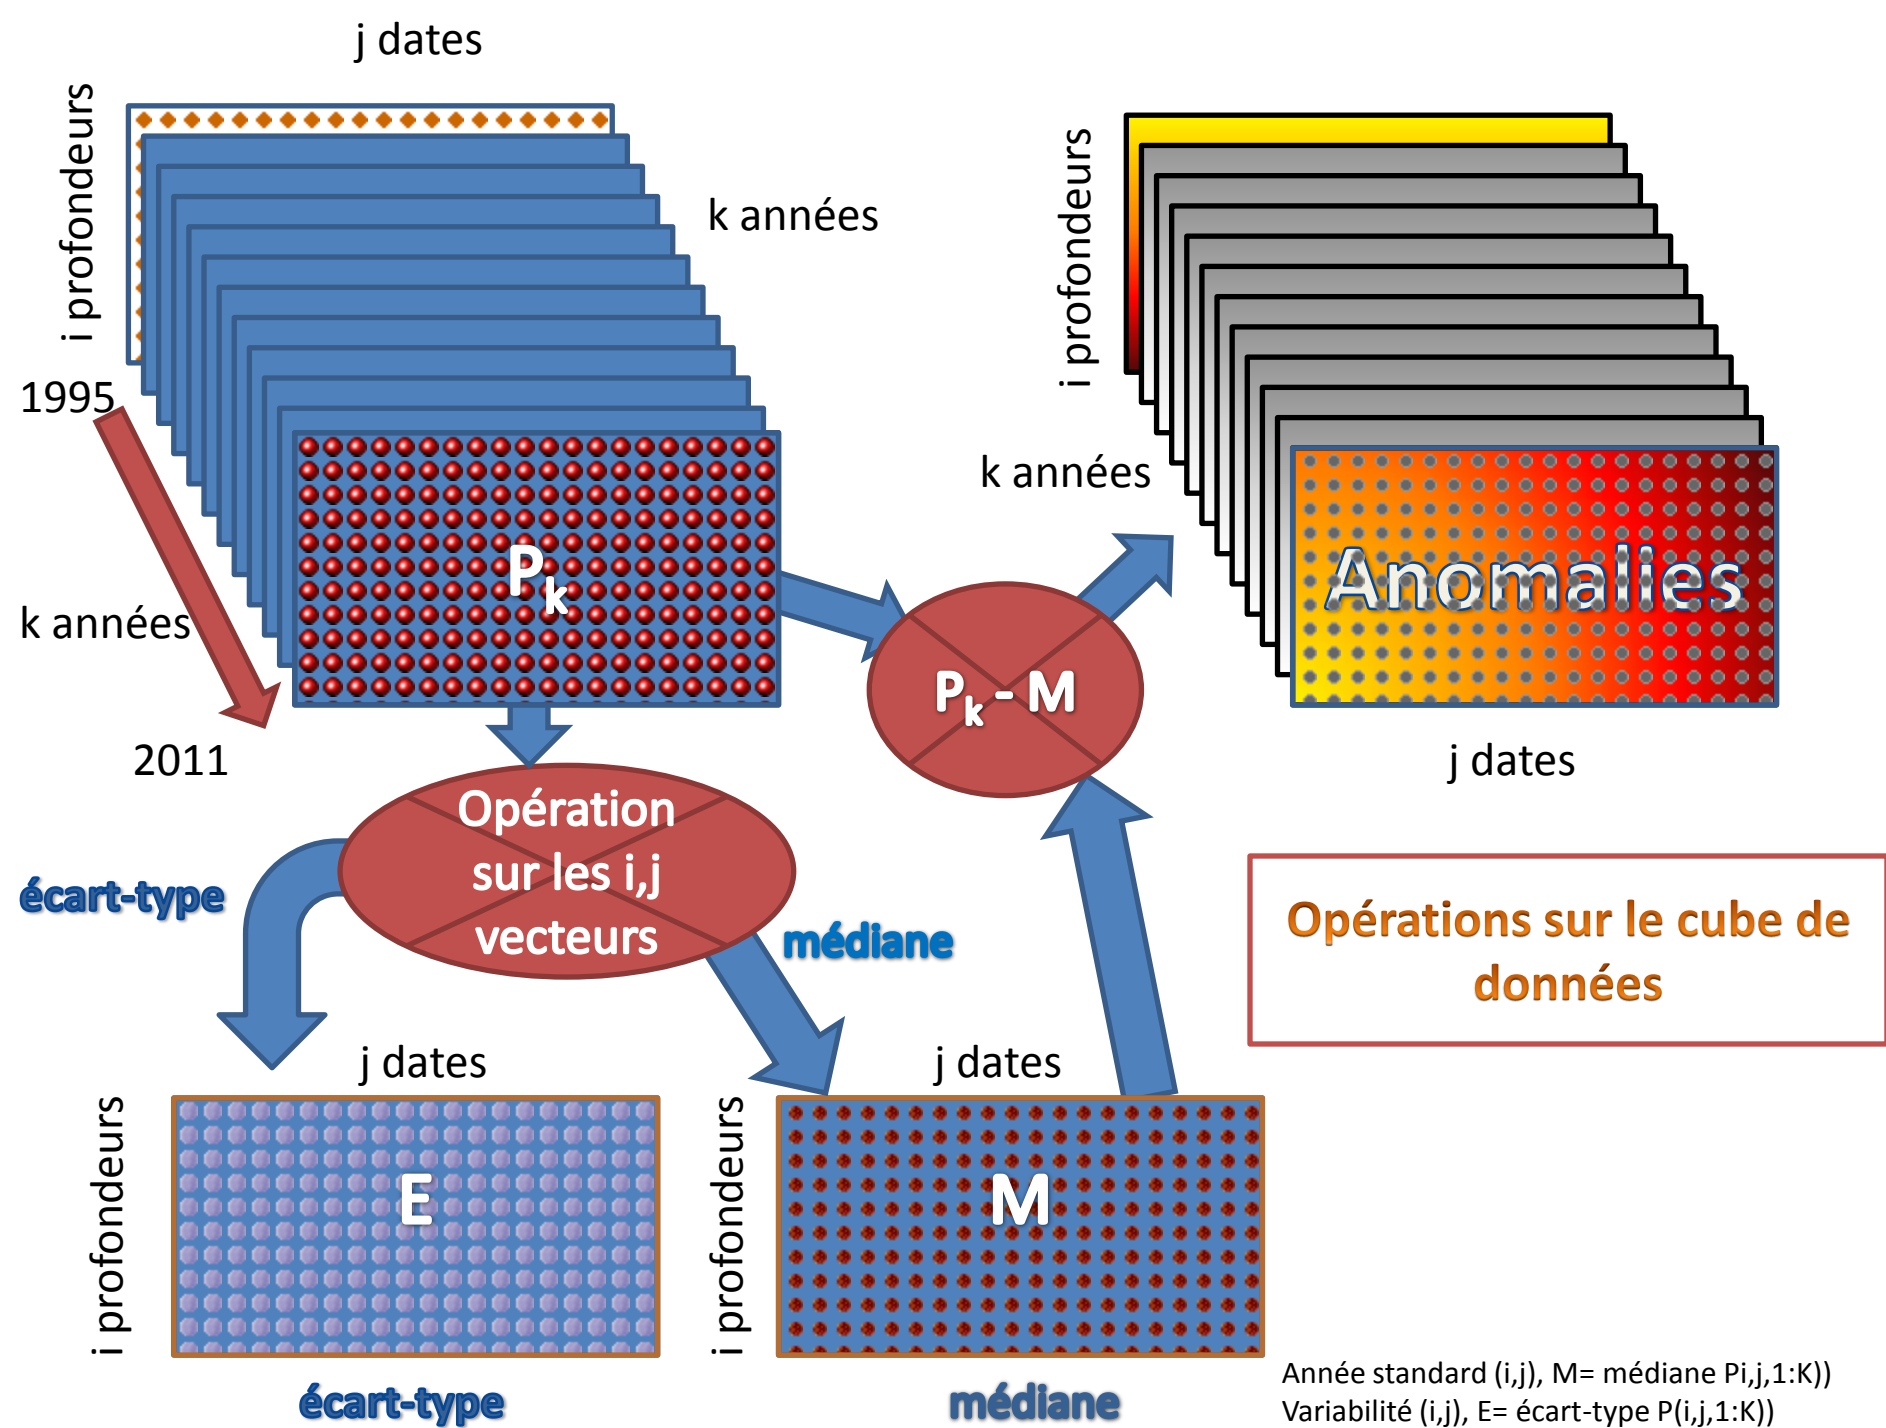 j dates
i profondeurs
k années
i profondeurs
1995
k années
P k
Anomalies
k années
P k - M
2011
j dates
Opération
sur les i,j
vecteurs
écart-type
médiane
Opérations sur le cube de
données
j dates
j dates
i profondeurs
E
i profondeurs
M
écart-type
médiane
Année standard (i,j), M= médiane Pi,j,1:K))
Variabilité (i,j), E= écart-type P(i,j,1:K))